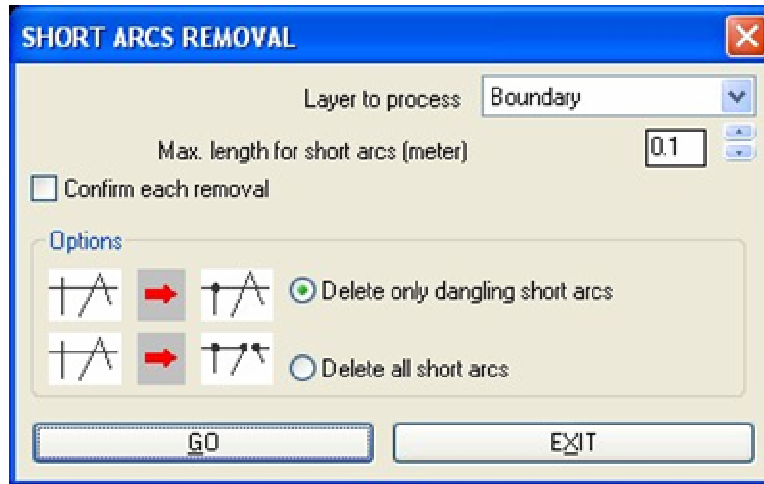 SHORT ARCS REMOVAL
Layer to process Boundary
Max. length for short arcs (meter) 0.1
Confirm each removal
Options
Delete only dangling short arcs
Delete all short arcs
GO EXIT